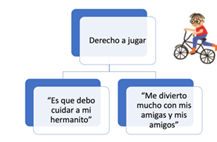 Derecho a jugar
“Es que debo
cuidar a mi
hermanito”
“Me divierto
mucho con mis
amigas y mis
amigos”